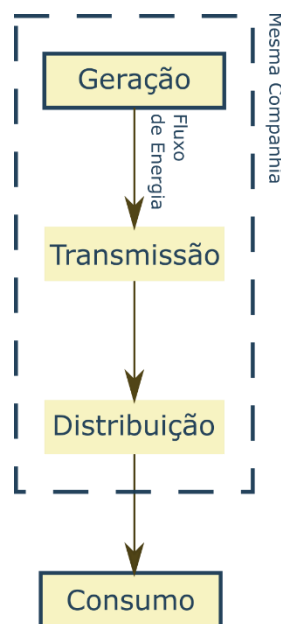 Mesma Companhia
Geração
Fluxo
de Energia
Transmissão
Distribuição
Consumo